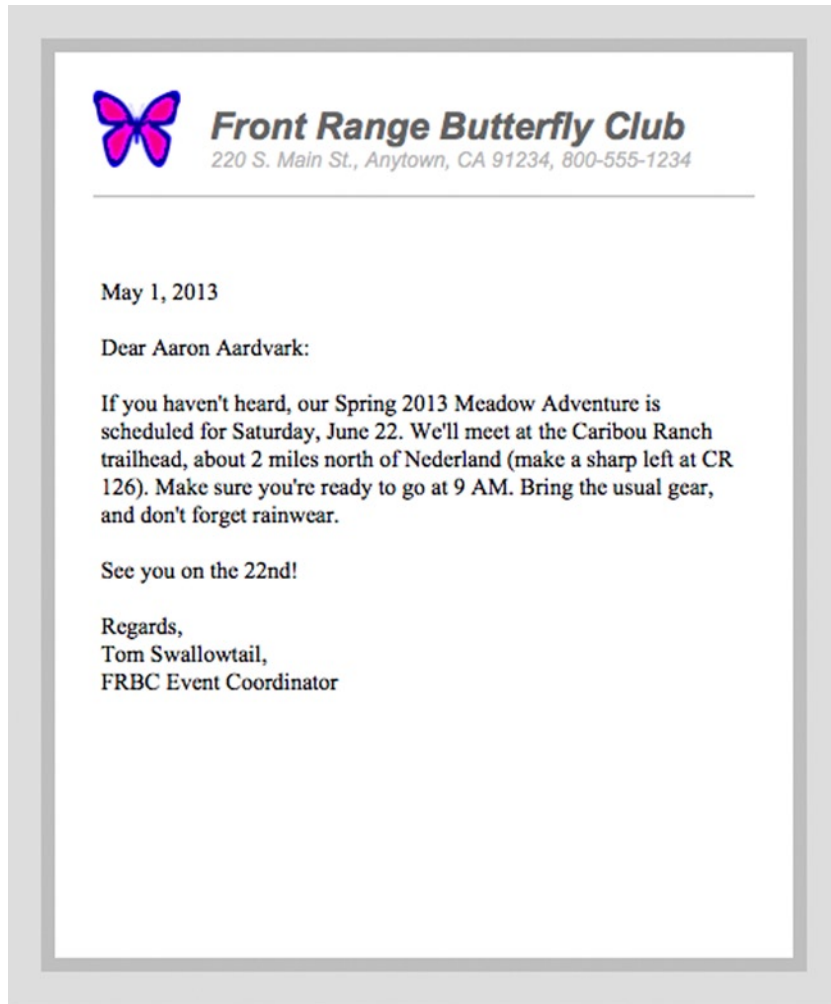 Front Range Butterfly Club
220 S. Main St., Anytown, CA 91234, 800-555-1234
May 1, 2013
Dear Aaron Aardvark:
If you haven't heard, our Spring 2013 Meadow Adventure is
scheduled for Saturday, June 22. We'll meet at the Caribou Ranch
trailhead, about 2 miles north of Nederland (make a sharp left at CR
126). Make sure you're ready to go at 9 AM. Bring the usual gear,
and don't forget rainwear.
See you on the 22nd!
Regards,
Tom Swallowtail,
FRBC Event Coordinator